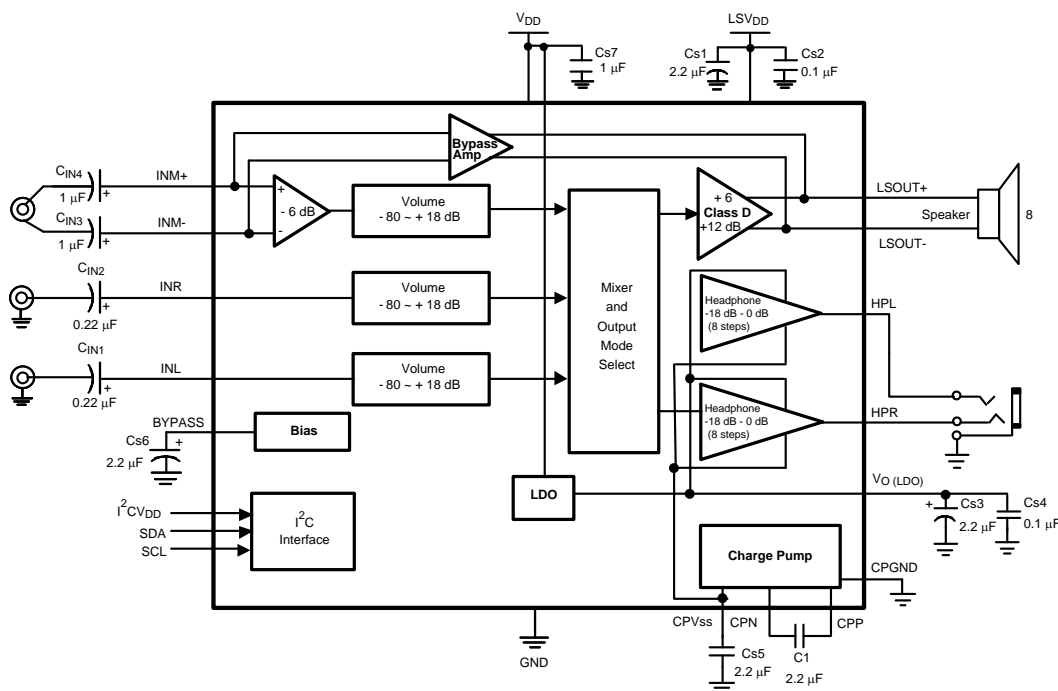 VDD
LSVDD
Cs7
1 μF
Cs1
2.2 μF
Cs2
0.1 μF
Bypass
Amp
CIN4
1 μF
INM+
CIN3
1 μF
INM-
+
- 6 dB
-
Volume
- 80 ~ + 18 dB
+ 6
Class D
+12 dB
LSOUT+
Speaker
8
LSOUT-
CIN2
0.22 μF
+
INR
Volume
- 80 ~ + 18 dB
Mixer
and
Output
Mode
Select
Headphone
-18 dB - 0 dB
(8 steps)
HPL
CIN1
0.22 μF
+
INL
Volume
- 80 ~ + 18 dB
Headphone
-18 dB - 0 dB
(8 steps)
HPR
BYPASS
Cs6
+
2.2 μF
Bias
LDO
VO (LDO)
+
Cs3
2.2 μF
Cs4
0.1 μF
I2CVDD
SDA
SCL
I2C
Interface
Charge Pump
CPGND
GND
CPVss
CPN
CPP
Cs5
2.2 μF
C1
2.2 μF